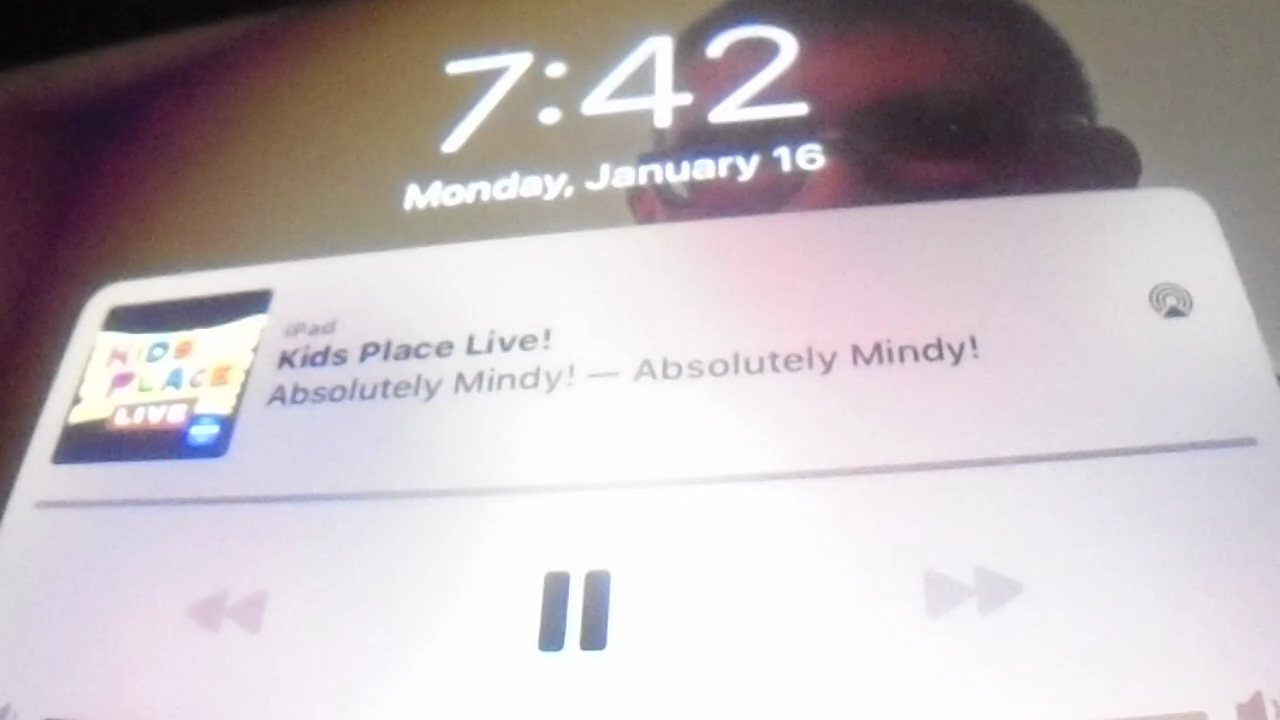 7:42
Monday, January 16
iPad
Kids Place Live!
Absolutely Mindy! — Absolutely Mindy!
KIDS
PLACE
LIVE